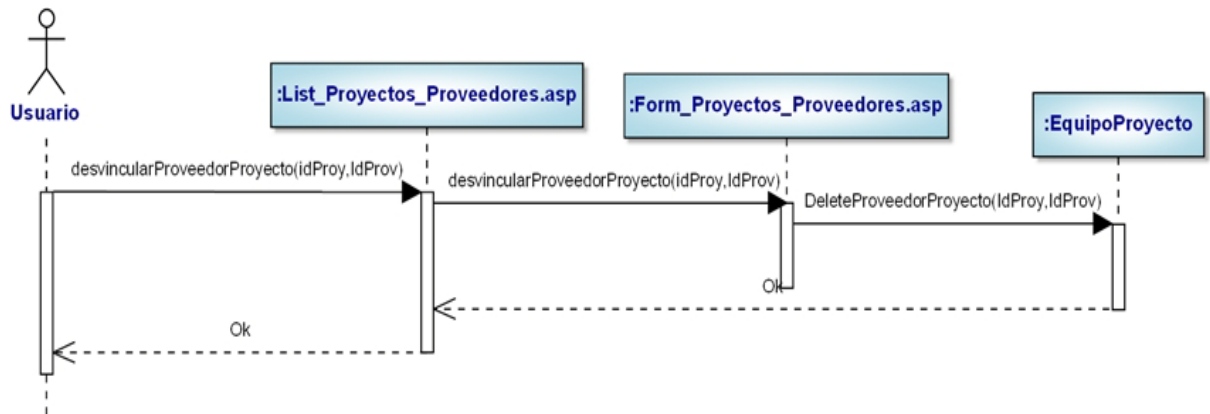 Usuario
:List_Proyectos_Proveedores.asp
:Form_Proyectos_Proveedores.asp
:EquipoProyecto
desvincularProveedorProyecto(idProy,IdProv)
desvincularProveedorProyecto(idProy,IdProv)
DeleteProveedorProyecto(IdProy,IdProv)
Ok
Ok